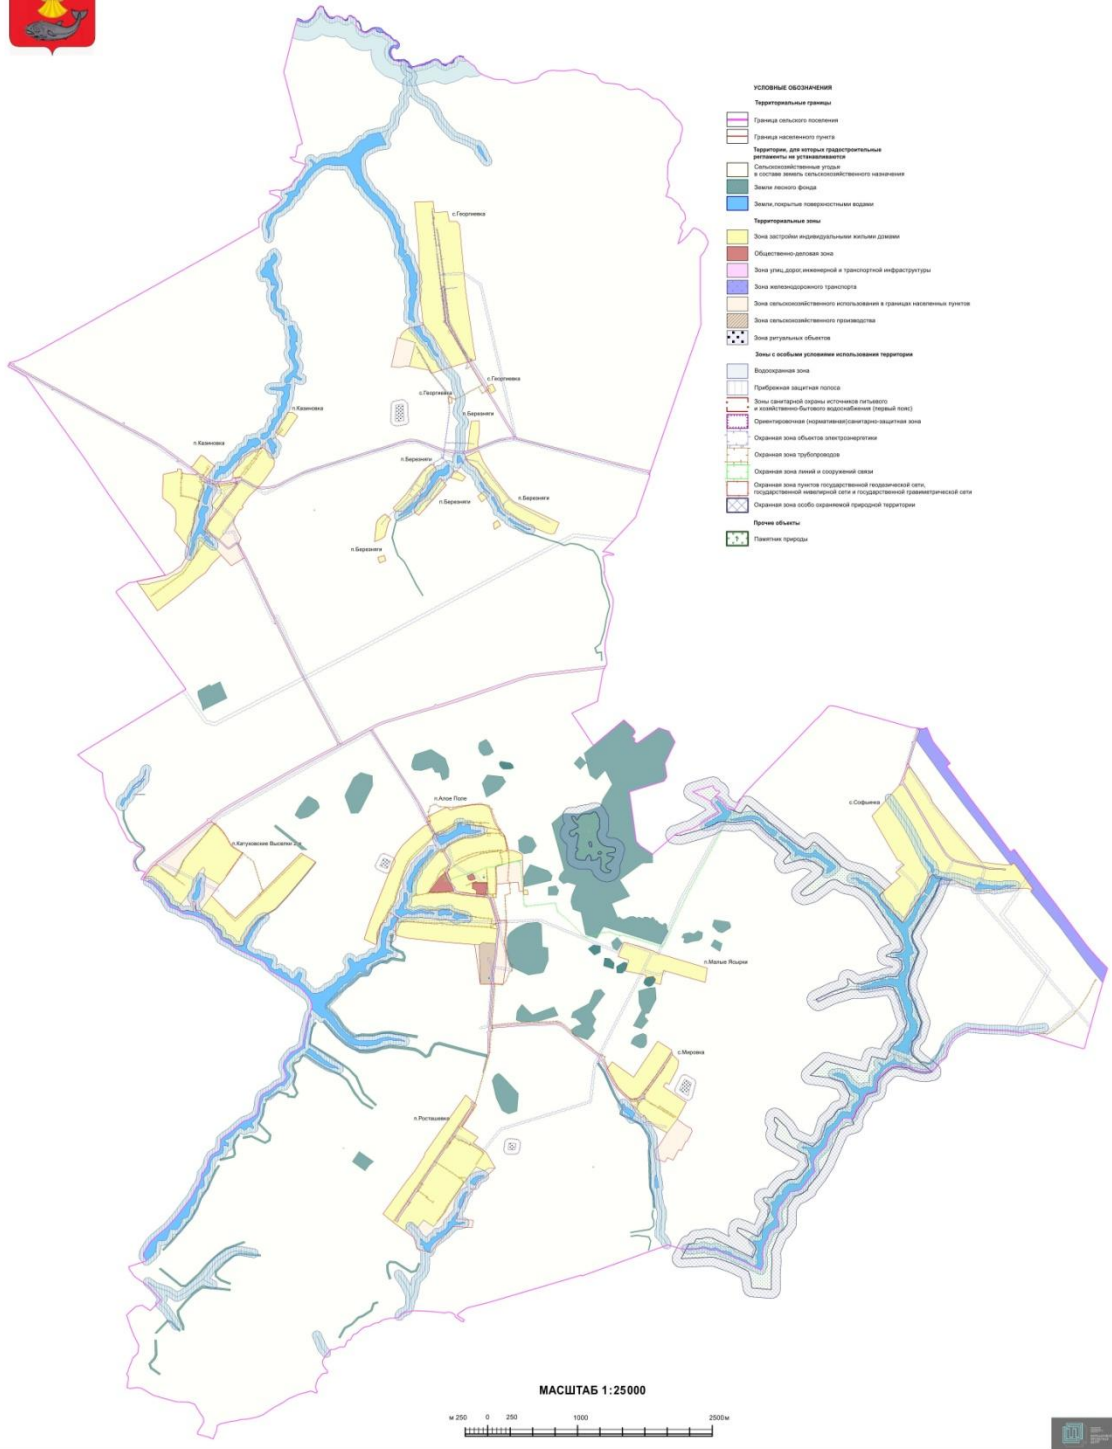 УСЛОВНЫЕ ОБОЗНАЧЕНИЯ
Территориальные границы
Граница сельского поселения
Граница населенного пункта
Территории, для которых градостроительные
регламенты не устанавливаются
Сельскохозяйственные угодья
в составе земель сельскохозяйственного назначения
Земли лесного фонда
Земли, покрытые поверхностными водами
Территориальные зоны
Зона застройки индивидуальными жилыми домами
Общественно-деловая зона
Зона улиц, дорог, инженерной и транспортной инфраструктуры
Зона железнодорожного транспорта
Зона сельскохозяйственного использования в границах населенных пунктов
Зона сельскохозяйственного производства
Зона ритуальных объектов
Зоны с особыми условиями использования территории
Водоохранная зона
Прибрежная защитная полоса
Зоны санитарной охраны источников питьевого
и хозяйственно-бытового водоснабжения (первый пояс)
Ориентировочная (нормативная) санитарно-защитная зона
Охранная зона объектов электроэнергетики
Охранная зона трубопроводов
Охранная зона линий и сооружений связи
Охранная зона пунктов государственной геодезической сети,
государственной нивелирной сети и государственной гравиметрической сети
Охранная зона особо охраняемой природной территории
Прочие объекты
Памятник природы
с.Георгиевка
с.Георгиевка
с.Георгиевка
п.Березняги
п.Казиновка
п.Казиновка
п.Березняги
п.Березняги
п.Березняги
п.Березняги
п.Алое Поле
с.Софьинка
п.Катуховские Выселки 2-е
п.Малые Ясырки
с.Мировка
п.Росташевка
МАСШТАБ 1:25000
м 250 0 250 1000 2500м